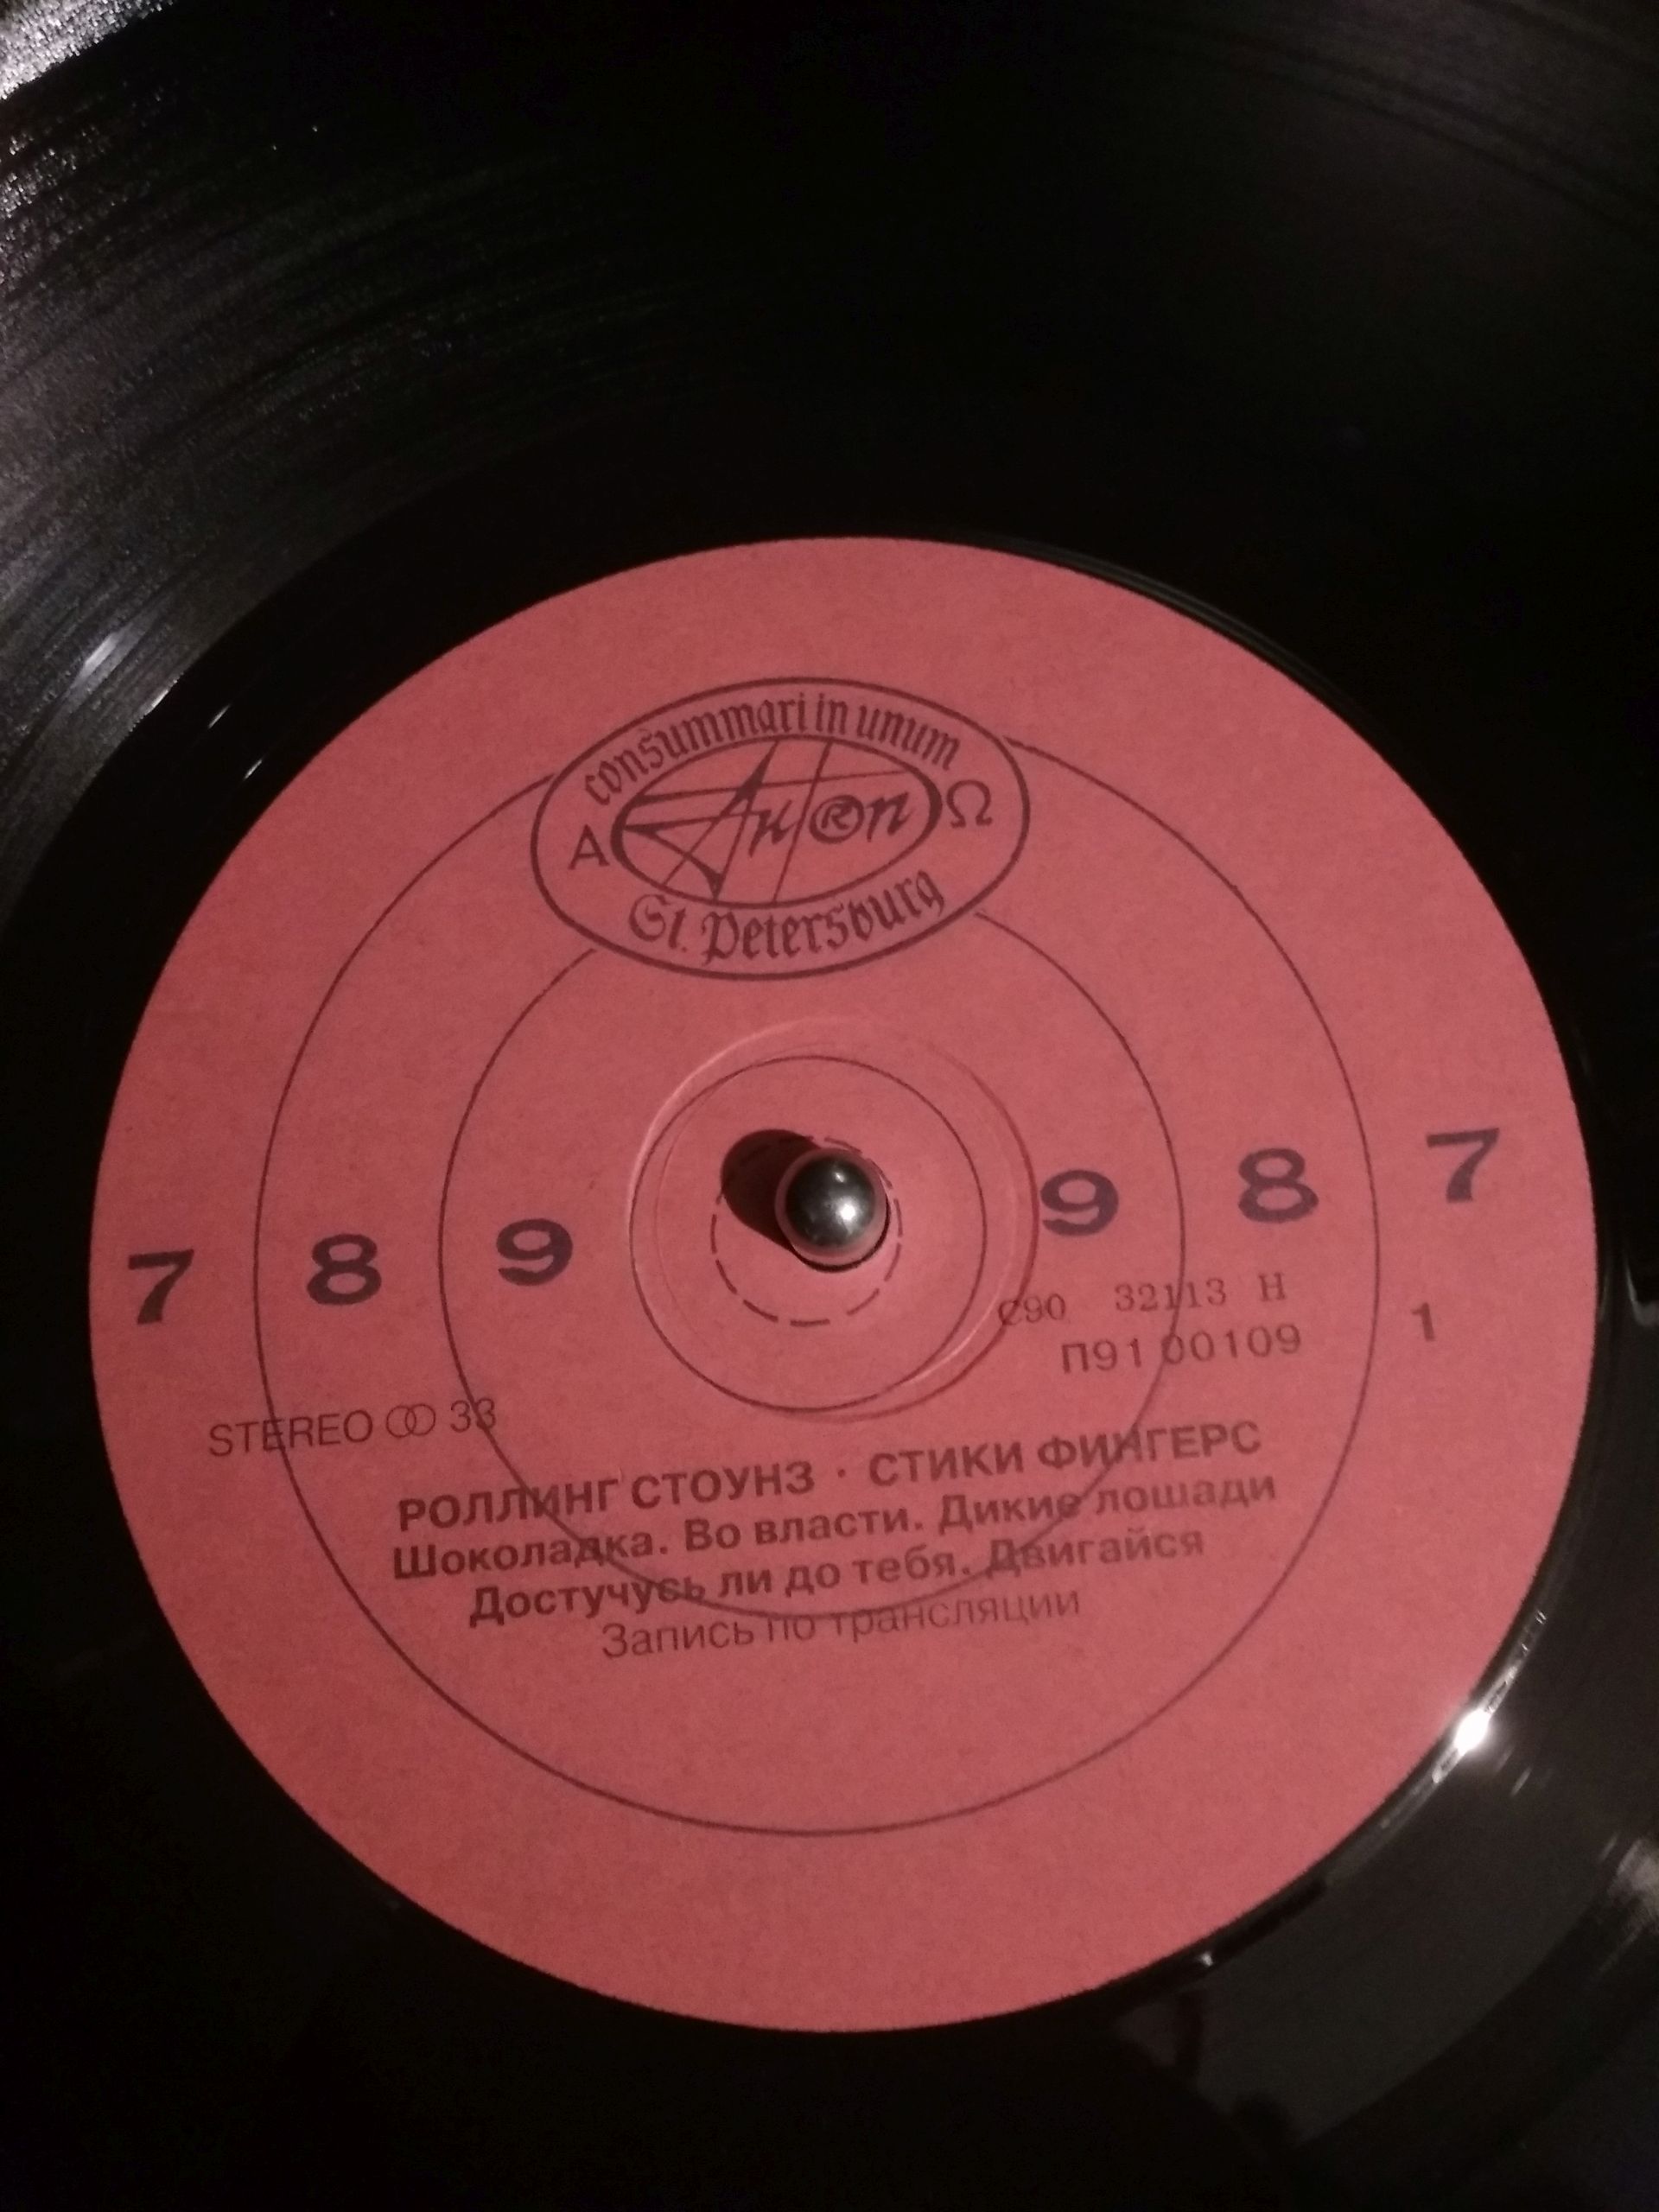 consummari in unum
A Antron Ω
St. Petersburg
7 8 9 9 8 7
С90 32113 Н
П91 00109 1
STEREO 33
РОЛЛИНГ СТОУНЗ · СТИКИ ФИНГЕРС
Шоколадка. Во власти. Дикие лошади
Достучусь ли до тебя. Двигайся
Запись по трансляции